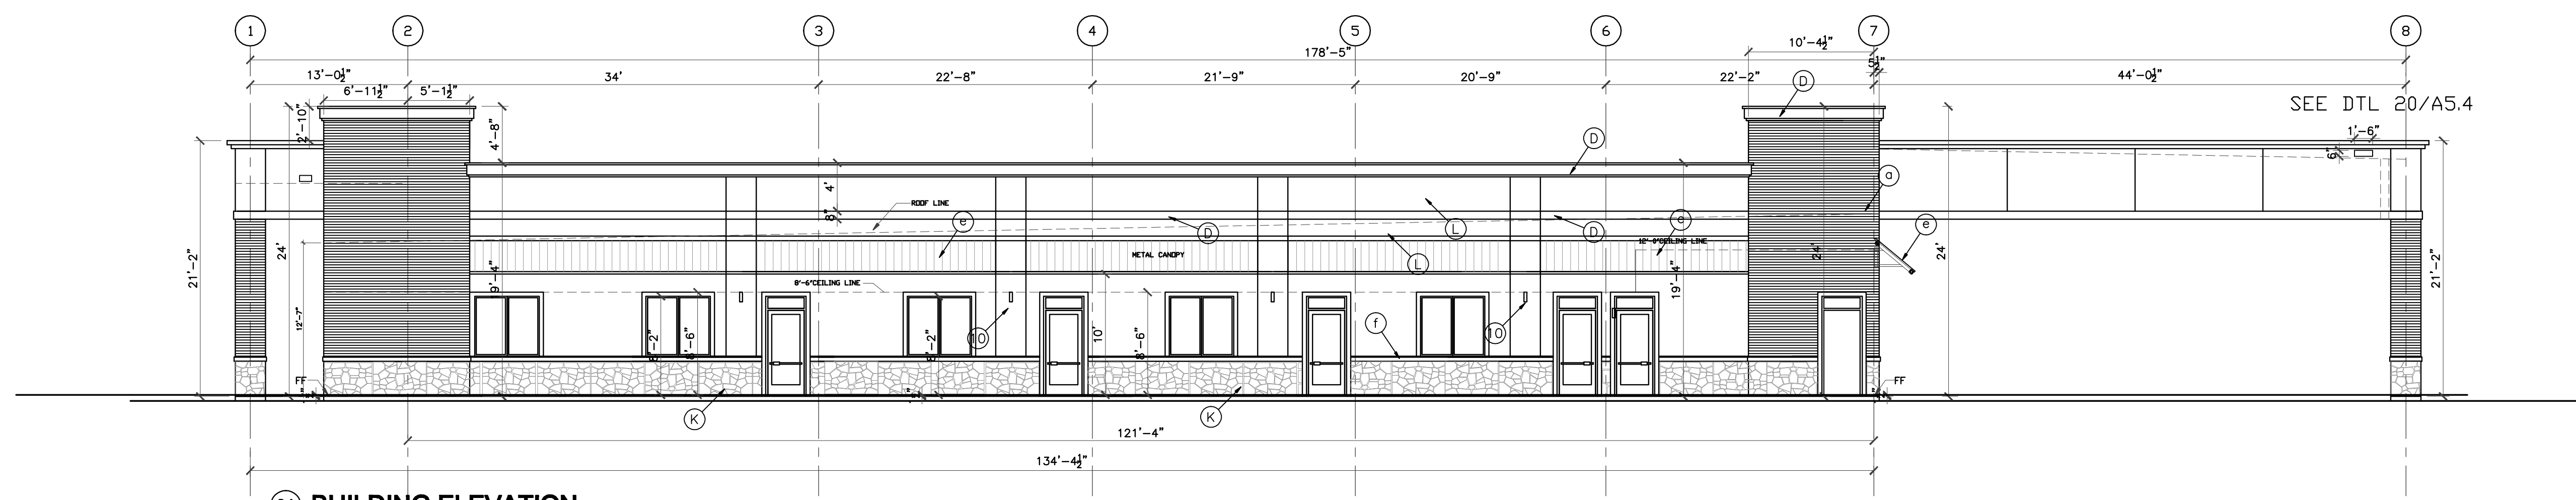 1 2 3 4 5 6 7 8
178'-5" 10'-4½"
13'-0½" 34' 22'-8" 21'-9" 20'-9" 22'-2" 5½" 44'-0½"
6'-11½" 5'-1½" D
SEE DTL 20/A5.4
2'-10" 4'-8" D 1'-6"
6"
4' a
ROOF LINE
8" e D L D c e
21'-2" 24' 12'-0"CEILING LINE 24' 24' 21'-2"
METAL CANOPY L
19'-4" 19'-4"
8'-6"CEILING LINE
12'-7" 10 f 10
8'-2" 8'-6" 8'-2" 10' 8'-6"
FF FF
K K
121'-4"
134'-4½"
BUILDING ELEVATION